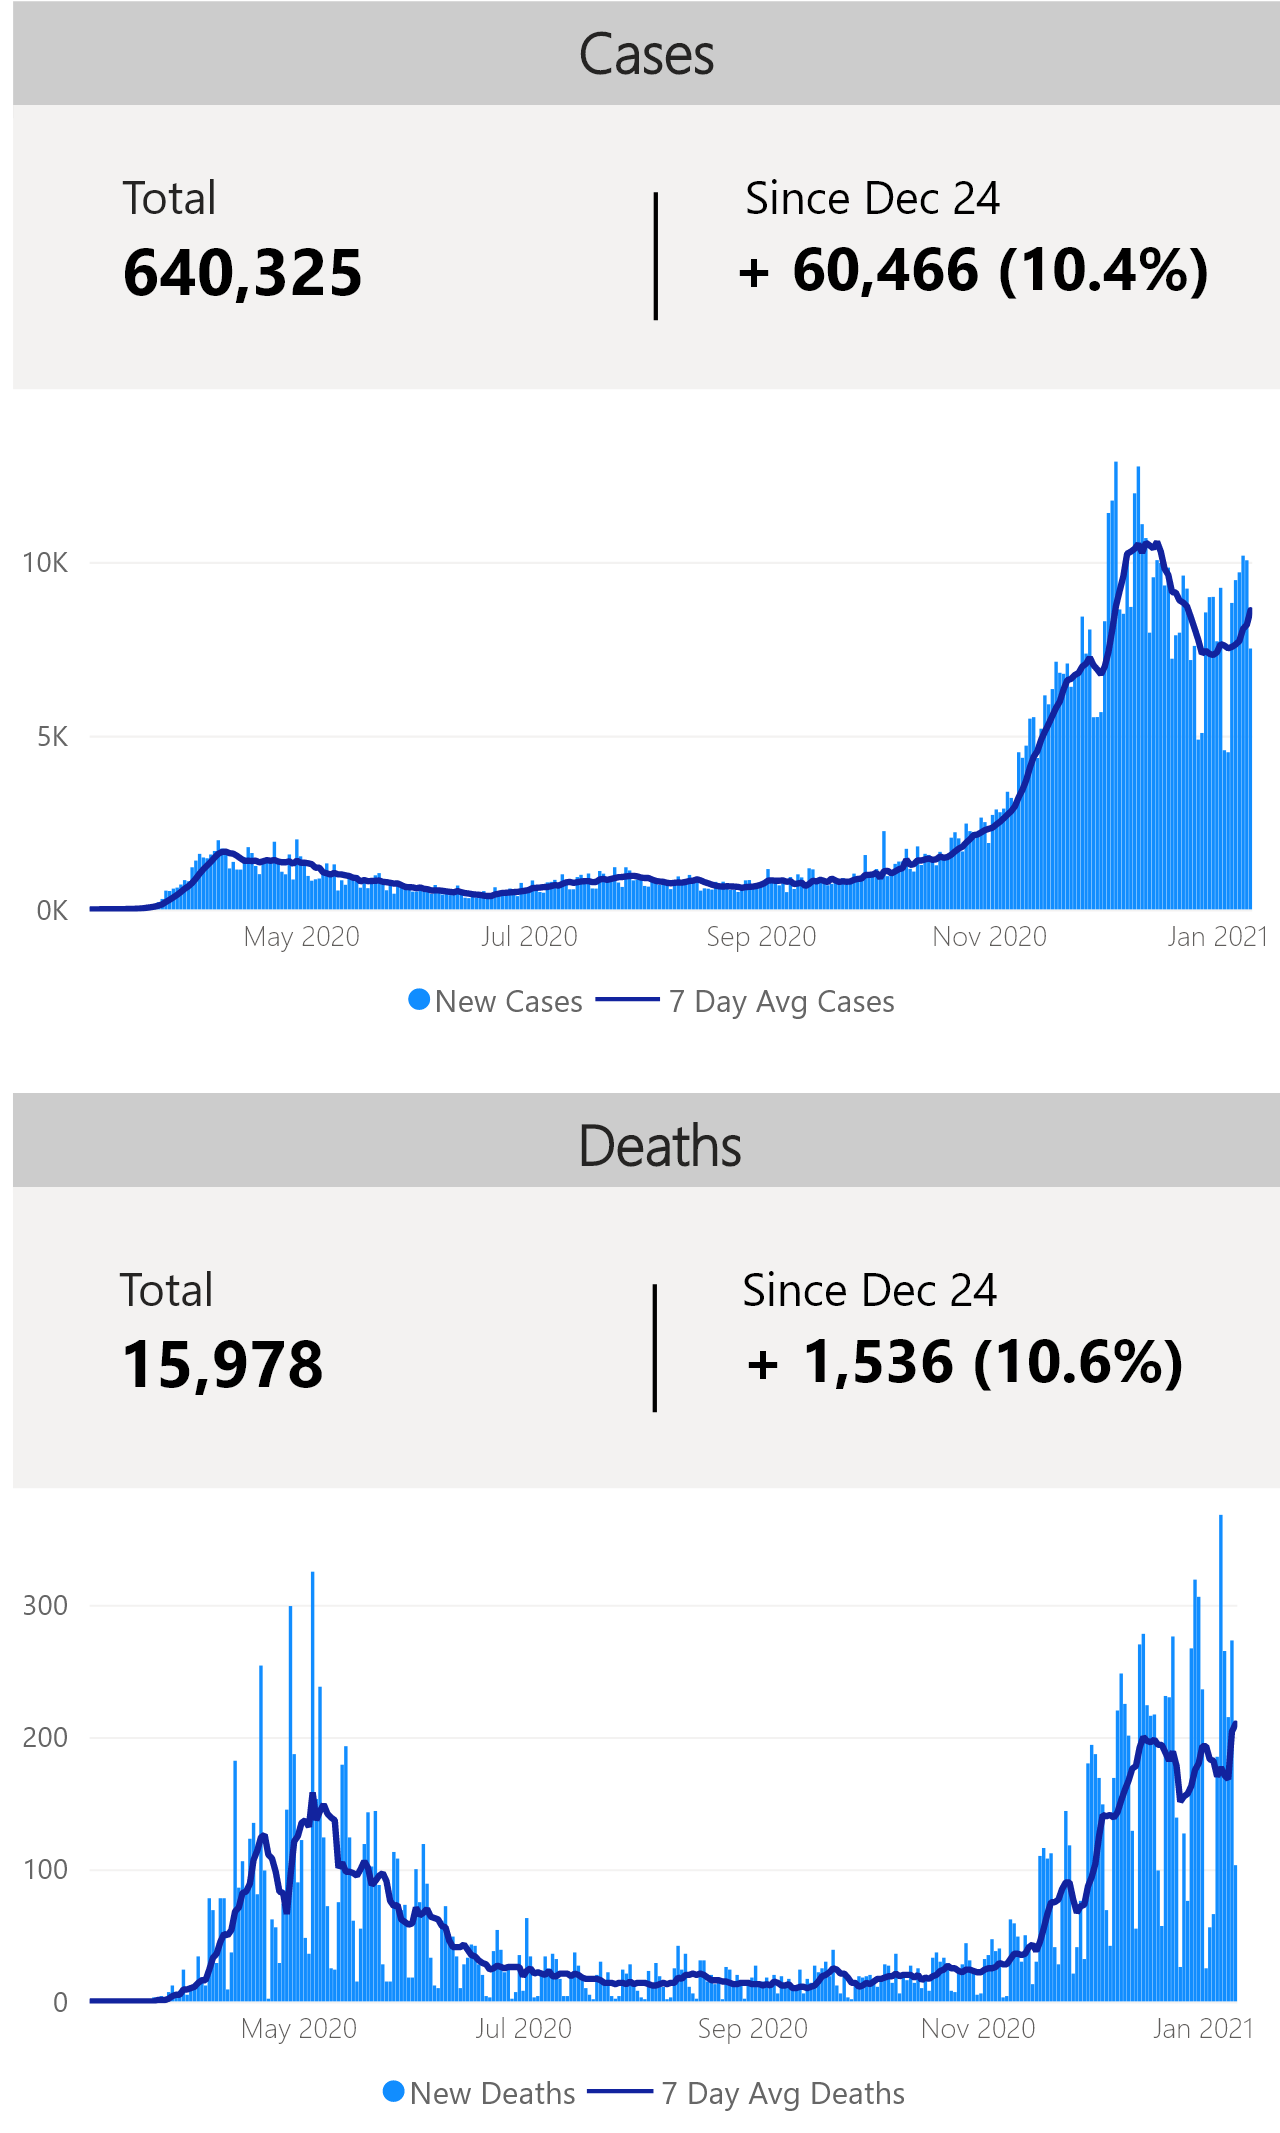 Cases
Total
Since Dec 24
640,325
+ 60,466 (10.4%)
10K
5K
0K
May 2020
Jul 2020
Sep 2020
Nov 2020
Jan 2021
New Cases
7 Day Avg Cases
Deaths
Total
Since Dec 24
15,978
+ 1,536 (10.6%)
300
200
100
0
May 2020
Jul 2020
Sep 2020
Nov 2020
Jan 2021
New Deaths
7 Day Avg Deaths